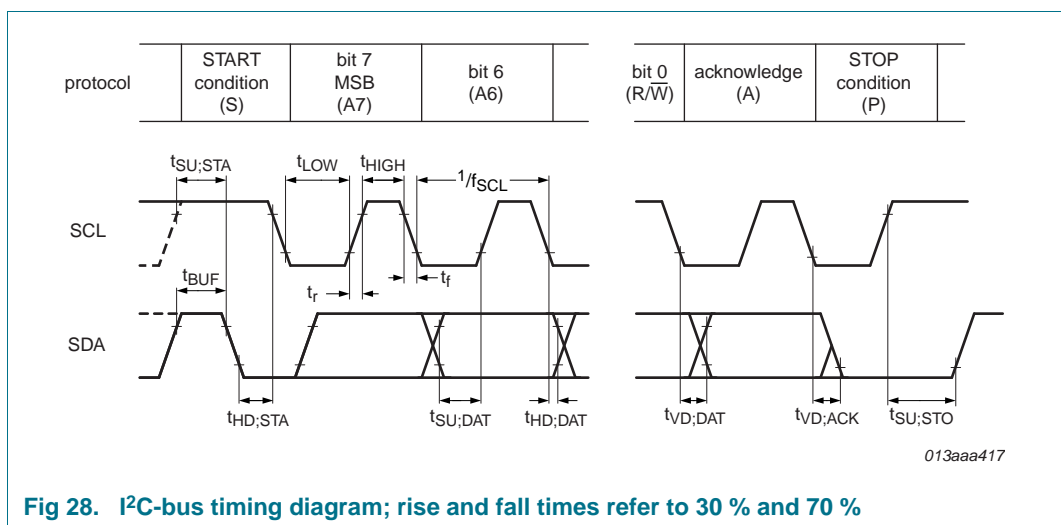 protocol
START
condition
(S)
bit 7
MSB
(A7)
bit 6
(A6)
bit 0
(R/W̅)
acknowledge
(A)
STOP
condition
(P)
tSU;STA
tLOW
tHIGH
1/fSCL
SCL
tBUF
tr
tf
SDA
tHD;STA
tSU;DAT
tHD;DAT
tVD;DAT
tVD;ACK
tSU;STO
013aaa417
Fig 28. I²C-bus timing diagram; rise and fall times refer to 30 % and 70 %